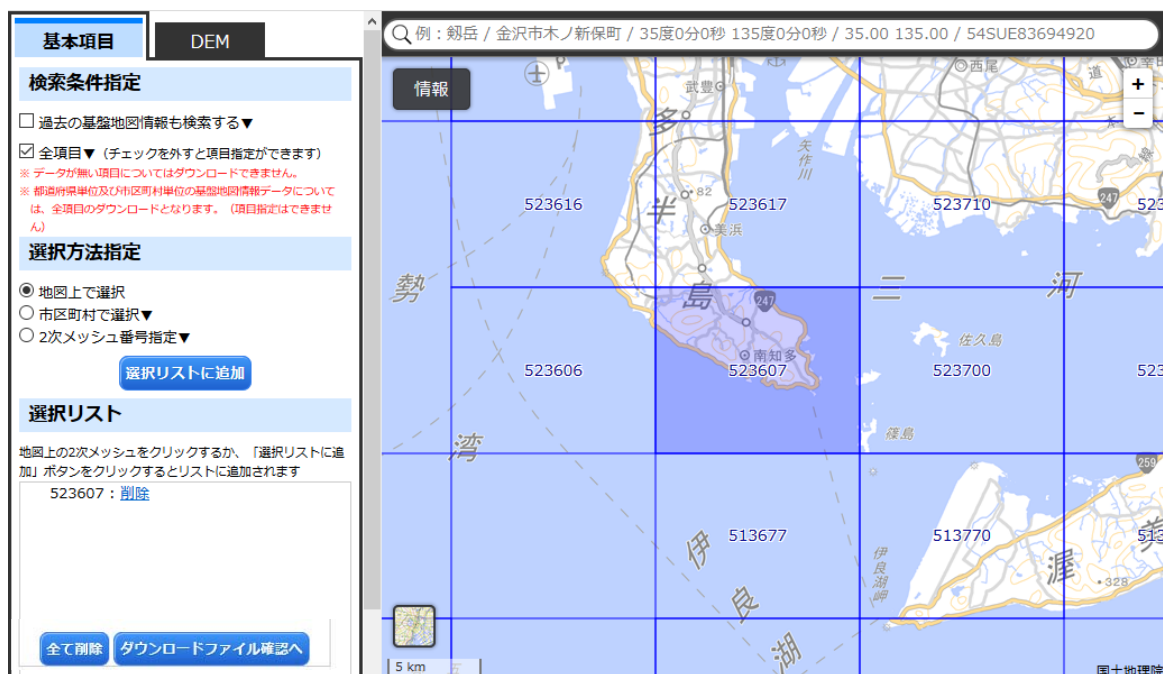 基本項目
DEM
検索条件指定
過去の基盤地図情報も検索する▼
全項目▼（チェックを外すと項目指定ができます）
※ データが無い項目についてはダウンロードできません。
※ 都道府県単位及び市区町村単位の基盤地図情報データについて
は、全項目のダウンロードとなります。（項目指定はできませ
ん）
選択方法指定
地図上で選択
市区町村で選択▼
2次メッシュ番号指定▼
選択リストに追加
選択リスト
地図上の2次メッシュをクリックするか、「選択リストに追
加」ボタンをクリックするとリストに追加されます
523607：削除
全て削除
ダウンロードファイル確認へ
例：剱岳 / 金沢市木ノ新保町 / 35度0分0秒 135度0分0秒 / 35.00 135.00 / 54SUE83694920
情報
+
−
P
武豊
西尾
幸田
道
多
矢作川
82
523616
半
523617
523710
247
523
美浜
勢
島
247
三
河
佐久島
南知多
523606
523607
523700
523
篠島
湾
259
伊
513677
513770
513
美
伊良湖岬
渥
328
良
湖
5 km
五
国土地理院